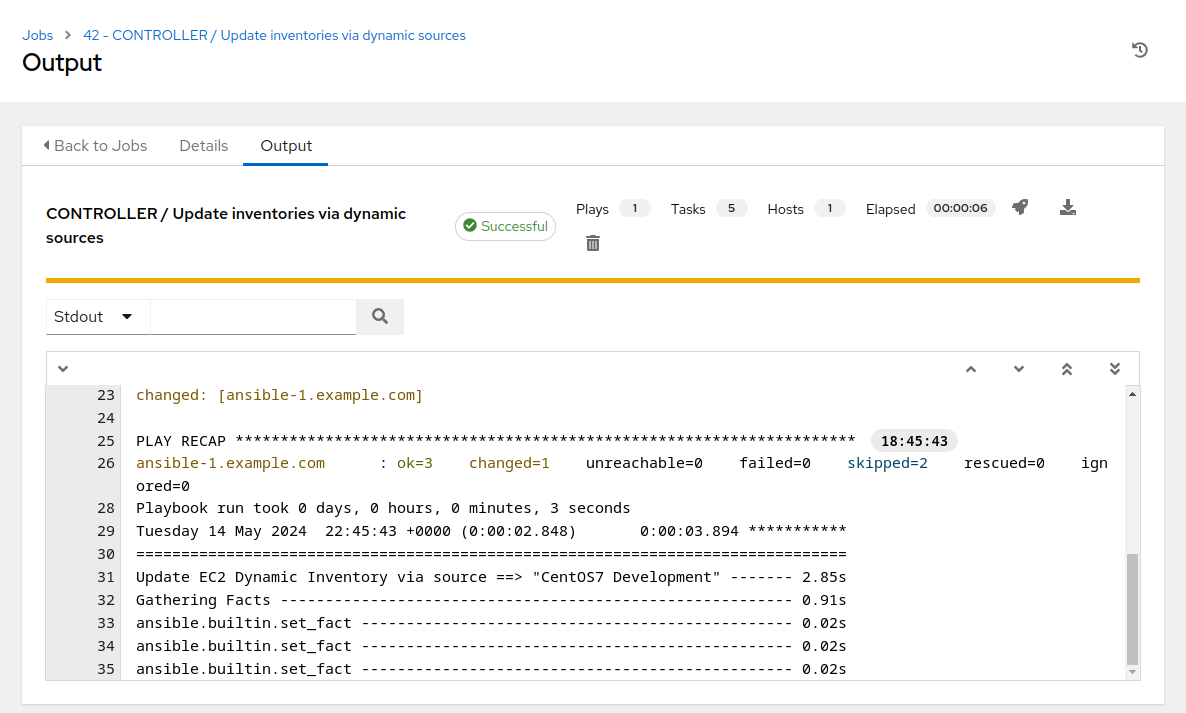 Jobs > 42 - CONTROLLER / Update inventories via dynamic sources
Output
Back to Jobs Details Output
CONTROLLER / Update inventories via dynamic
sources
Successful
Plays 1 Tasks 5 Hosts 1 Elapsed 00:00:06
Stdout
23 changed: [ansible-1.example.com]
24
25 PLAY RECAP ********************************************************************* 18:45:43
26 ansible-1.example.com      : ok=3    changed=1    unreachable=0    failed=0    skipped=2    rescued=0    ign
ored=0
28 Playbook run took 0 days, 0 hours, 0 minutes, 3 seconds
29 Tuesday 14 May 2024  22:45:43 +0000 (0:00:02.848)       0:00:03.894 ***********
30 ===============================================================================
31 Update EC2 Dynamic Inventory via source ==> "CentOS7 Development" ------- 2.85s
32 Gathering Facts --------------------------------------------------------- 0.91s
33 ansible.builtin.set_fact ------------------------------------------------ 0.02s
34 ansible.builtin.set_fact ------------------------------------------------ 0.02s
35 ansible.builtin.set_fact ------------------------------------------------ 0.02s